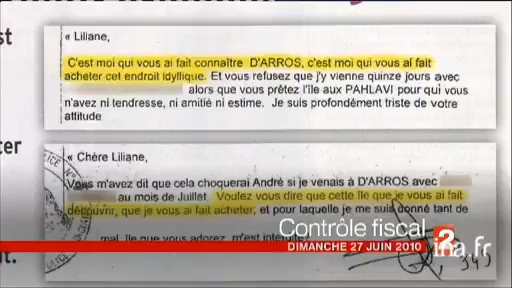 st
« Liliane,
C'est moi qui vous ai fait connaître D'ARROS, c'est moi qui vous ai fait
acheter cet endroit idyllique. Et vous refusez que j'y vienne quinze jours avec
alors que vous prêtez l'île aux PAHLAVI pour qui vous
n'avez ni tendresse, ni amitié ni estime. Je suis profondément triste de votre
attitude
ter
« Chère Liliane,
Vous m'avez dit que cela choquerai André si je venais à D'ARROS avec
au mois de Juillet. Voulez vous dire que cette île que je vous ai fait
découvrir, que je vous ai fait acheter, et pour laquelle je me suis donné tant de
mal, île que vous adorez, m'est
Contrôle fiscal
DIMANCHE 27 JUIN 2010
2
ina.fr
t.
345